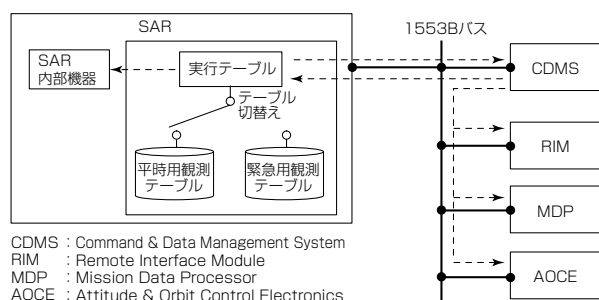 SAR
1553Bバス
SAR
内部機器
実行テーブル
テーブル
切替え
平時用観測
テーブル
緊急用観測
テーブル
CDMS
RIM
MDP
AOCE
CDMS : Command & Data Management System
RIM : Remote Interface Module
MDP : Mission Data Processor
AOCE : Attitude & Orbit Control Electronics